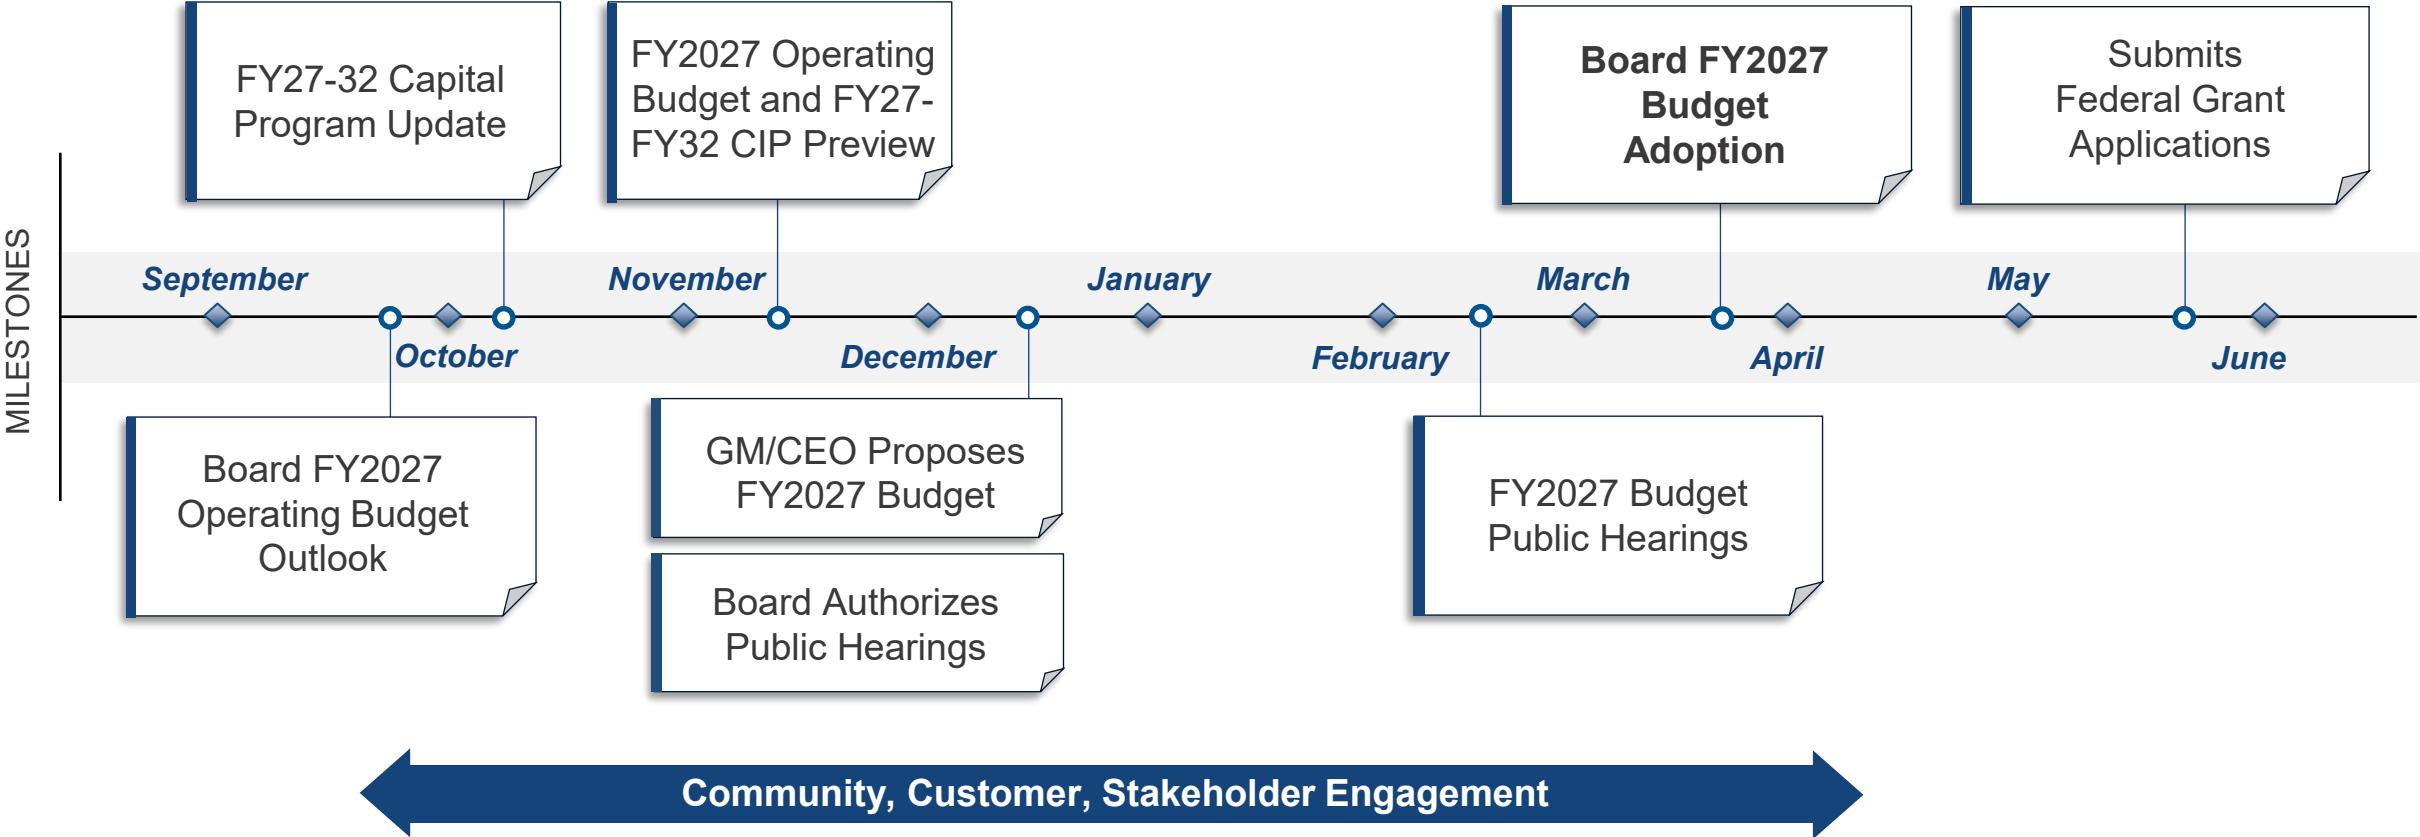 FY27-32 Capital
Program Update
FY2027 Operating
Budget and FY27-
FY32 CIP Preview
Board FY2027
Budget
Adoption
Submits
Federal Grant
Applications
MILESTONES
September
November
January
March
May
October
December
February
April
June
Board FY2027
Operating Budget
Outlook
GM/CEO Proposes
FY2027 Budget
Board Authorizes
Public Hearings
FY2027 Budget
Public Hearings
Community, Customer, Stakeholder Engagement